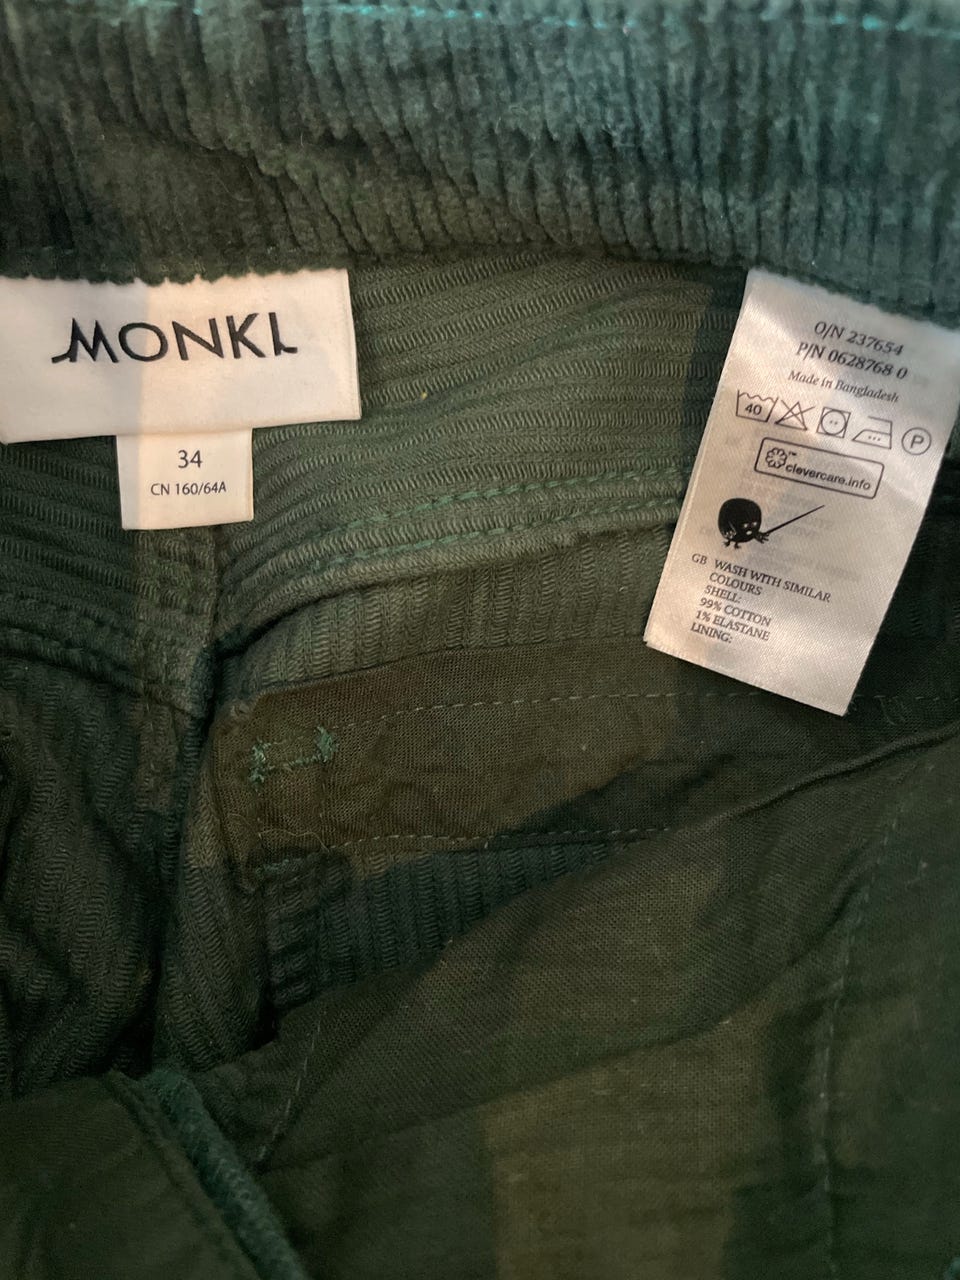 MONKI
34
CN 160/64A
O/N 237654
P/N 0628768 0
Made in Bangladesh
40
P
clevercare.info
GB WASH WITH SIMILAR
COLOURS
SHELL:
99% COTTON
1% ELASTANE
LINING: